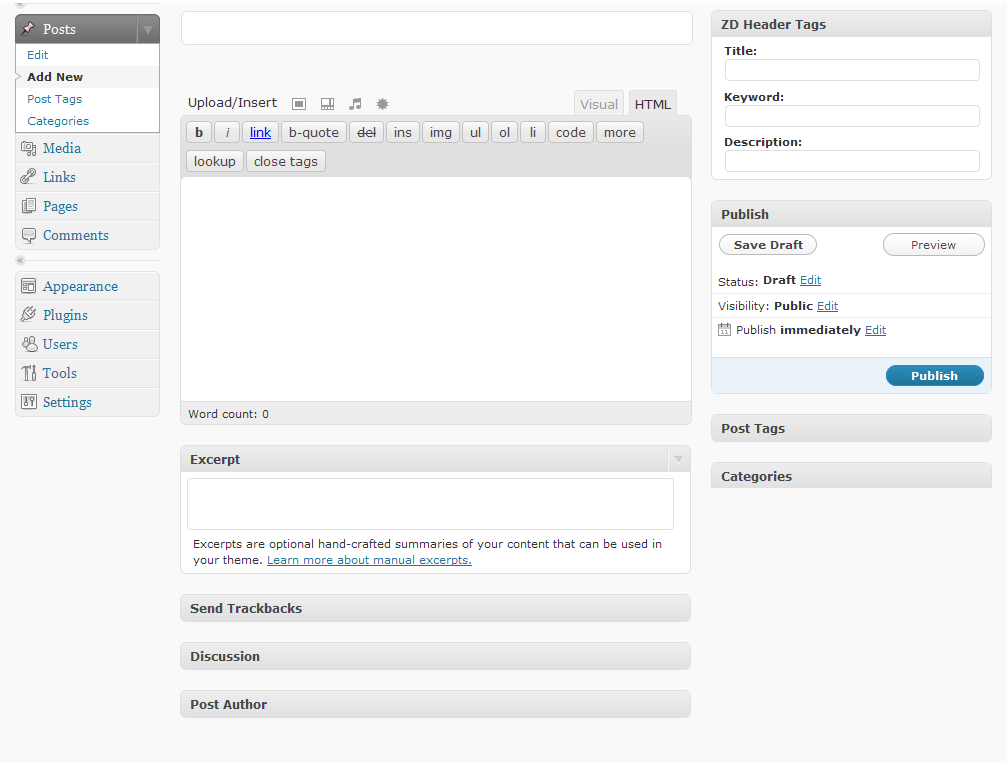 Posts
Edit
Add New
Post Tags
Categories
Media
Links
Pages
Comments
Appearance
Plugins
Users
Tools
Settings
Upload/Insert
Visual
HTML
b i link b-quote del ins img ul ol li code more
lookup close tags
Word count: 0
Excerpt
Excerpts are optional hand-crafted summaries of your content that can be used in
your theme. Learn more about manual excerpts.
Send Trackbacks
Discussion
Post Author
ZD Header Tags
Title:
Keyword:
Description:
Publish
Save Draft Preview
Status: Draft Edit
Visibility: Public Edit
Publish immediately Edit
Publish
Post Tags
Categories